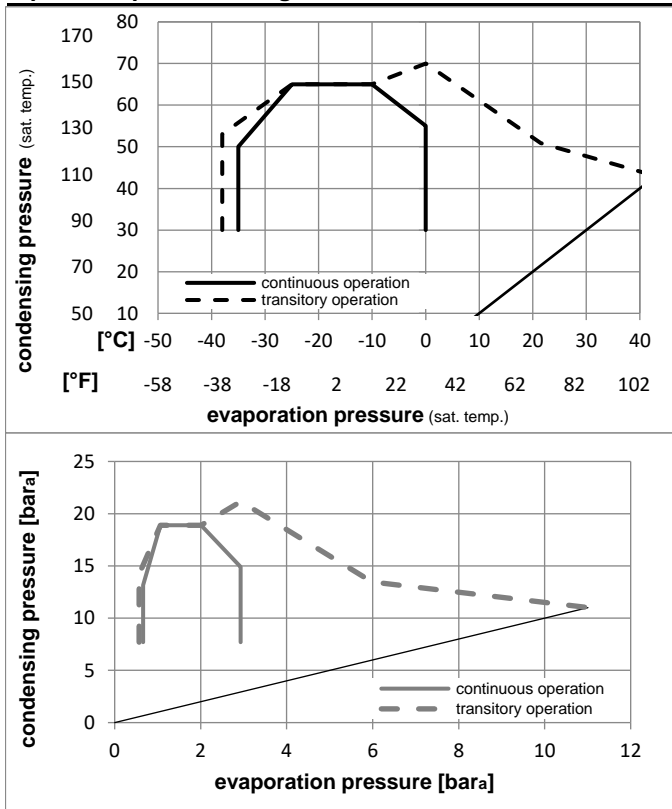 170
150
130
110
90
70
50
80
70
60
50
40
30
20
10
condensing pressure (sat. temp.)
continuous operation
transitory operation
[°C] -50 -40 -30 -20 -10 0 10 20 30 40
[°F] -58 -38 -18 2 22 42 62 82 102
evaporation pressure (sat. temp.)
25
20
15
10
5
0
condensing pressure [bara]
continuous operation
transitory operation
0 2 4 6 8 10 12
evaporation pressure [bara]